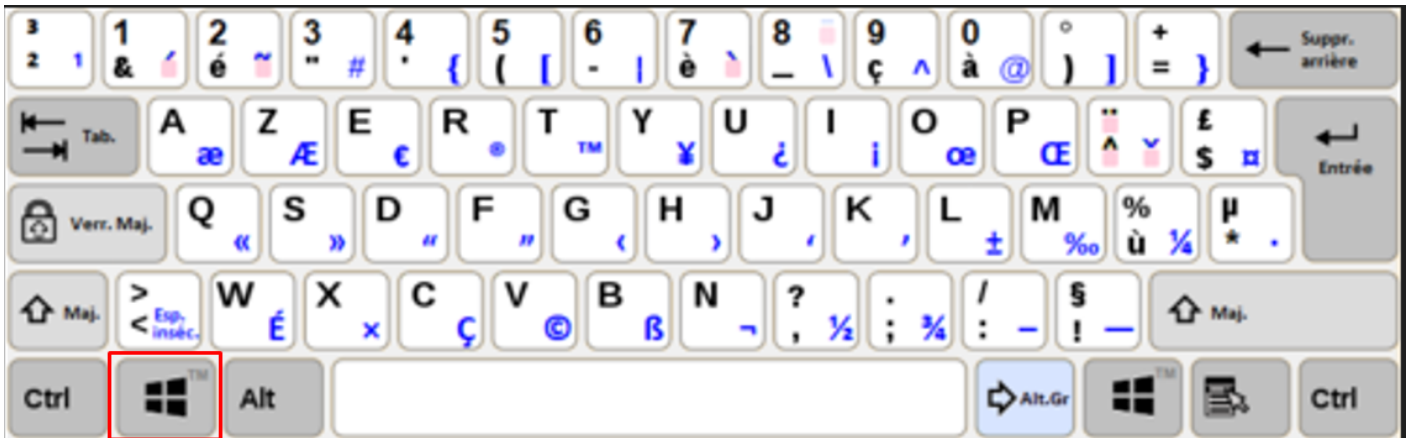 3 1 2 3 4 5 6 7 8 ¯ 9 0 ° + Suppr.
2 1 & ´ é ~ " # ' { ( [ - | è ` _ \ ç ^ à @ ) ] = } arrière
Tab. A Z E R T Y U I O P ¨ £
æ Æ € ® ™ ¥ ¿ ¡ œ Œ ^ ˇ $ ¤ Entrée
Verr. Maj. Q S D F G H J K L M % µ
« » “ ” ‹ › ‘ ’ ± ‰ ù ¼ * ·
Maj. > W X C V B N ? . / § Maj.
< Esp. insec. É × Ç © ß ¬ , ½ ; ¾ : – ! —
Ctrl TM Alt Alt.Gr TM Ctrl